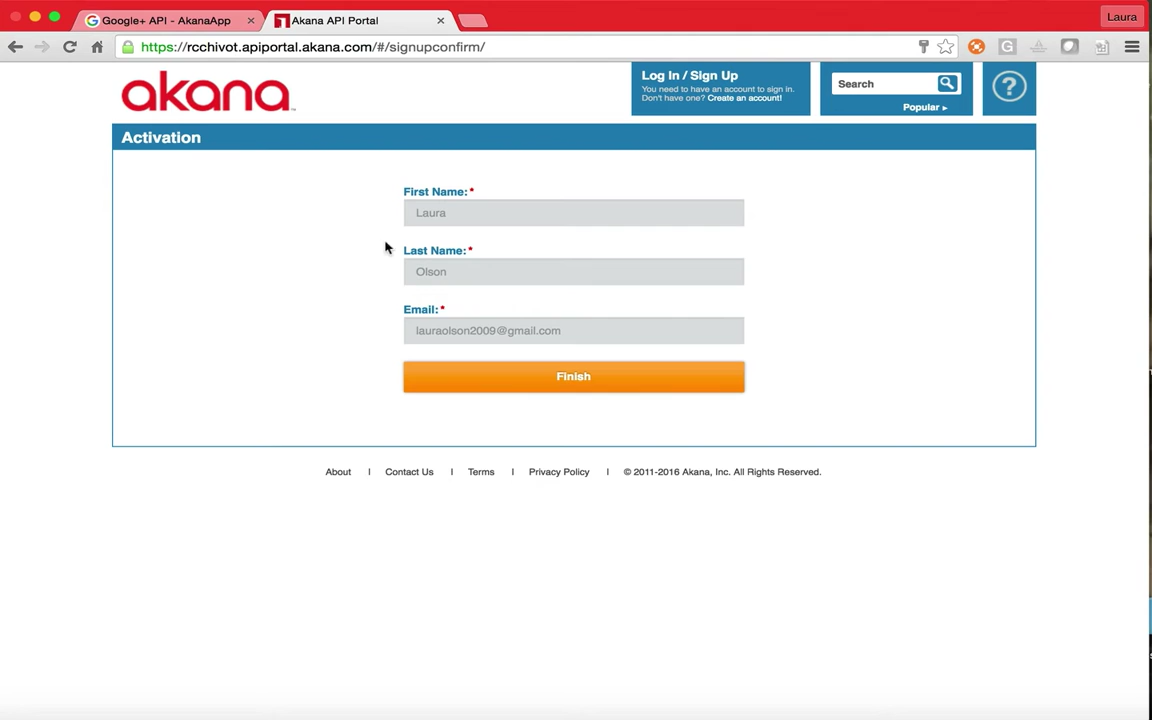 Google+ API - AkanaApp
Akana API Portal
Laura
https://rcchivot.apiportal.akana.com/#/signupconfirm/
akana
Log In / Sign Up
You need to have an account to sign in.
Don't have one? Create an account!
Search
Popular ▸
?
Activation
First Name:*
Laura
Last Name:*
Olson
Email:*
lauraolson2009@gmail.com
Finish
About | Contact Us | Terms | Privacy Policy | © 2011-2016 Akana, Inc. All Rights Reserved.